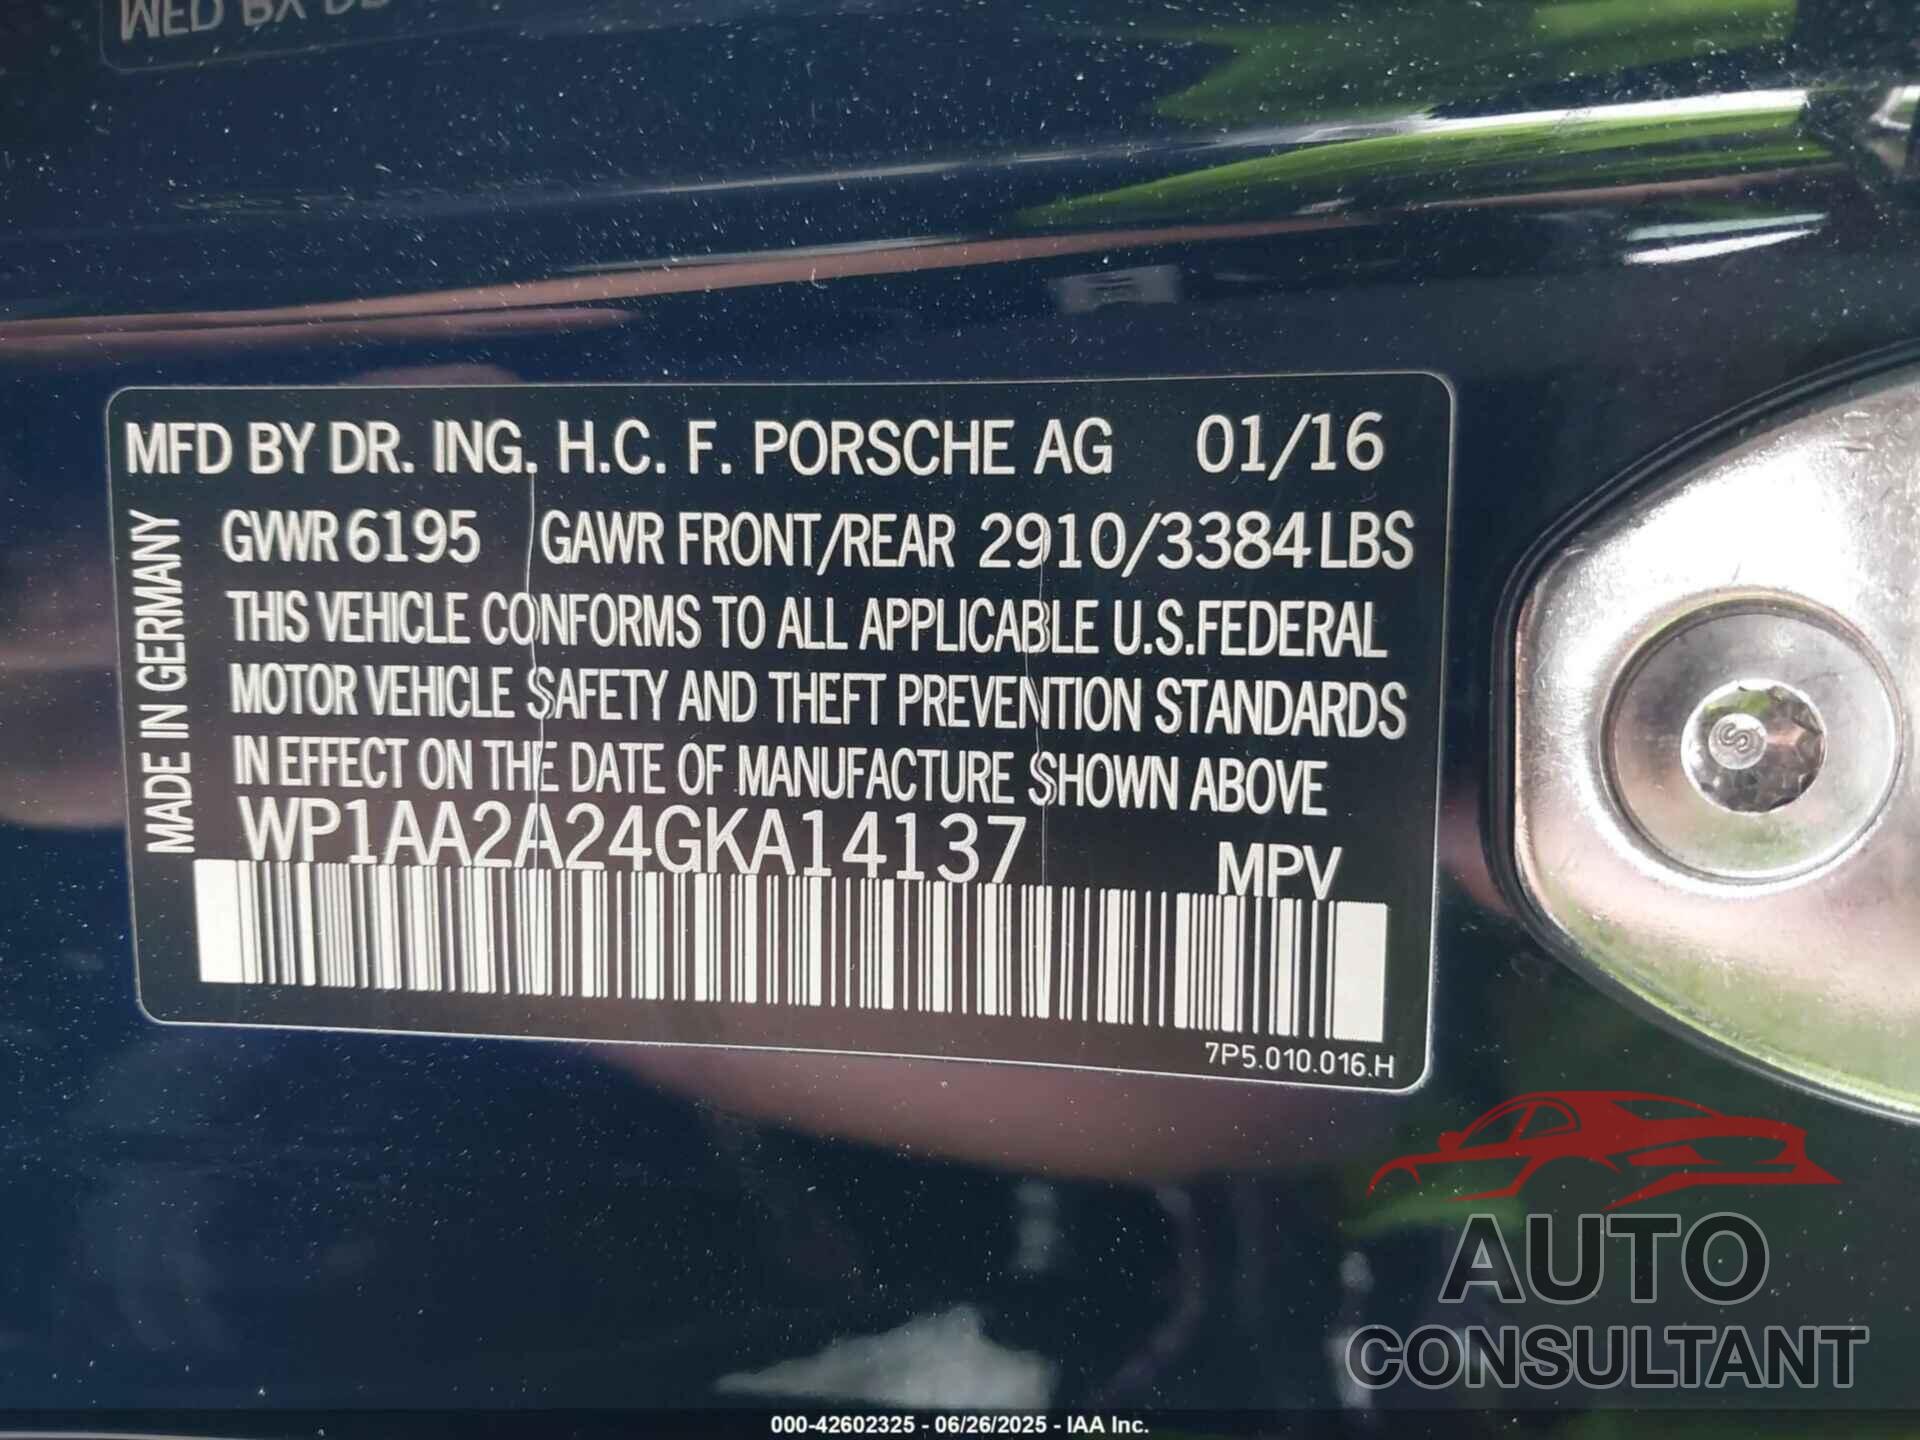 MFD BY DR. ING. H.C. F. PORSCHE AG 01/16
GVWR 6195 GAWR FRONT/REAR 2910/3384 LBS
THIS VEHICLE CONFORMS TO ALL APPLICABLE U.S.FEDERAL
MOTOR VEHICLE SAFETY AND THEFT PREVENTION STANDARDS
IN EFFECT ON THE DATE OF MANUFACTURE SHOWN ABOVE
WP1AA2A24GKA14137 MPV
MADE IN GERMANY
7P5.010.016.H
S
AUTO
CONSULTANT
000-42602325 - 06/26/2025 - IAA Inc.